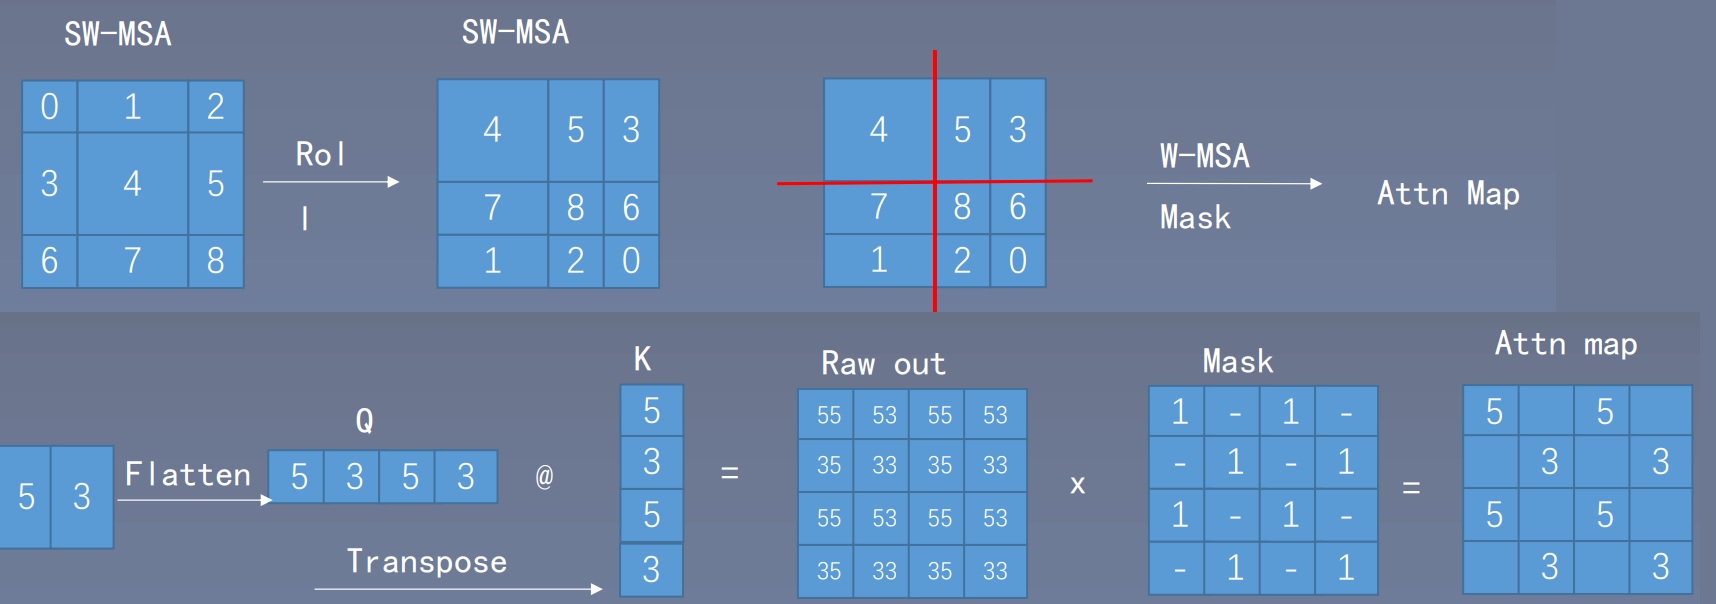 SW-MSA
SW-MSA
0 1 2
3 4 5
6 7 8
Rol
l
4 5 3
7 8 6
1 2 0
4 5 3
7 8 6
1 2 0
W-MSA
Mask
Attn Map
5 3
Flatten
Q
5 3 5 3
@
Transpose
K
5
3
5
3
=
Raw out
55 53 55 53
35 33 35 33
55 53 55 53
35 33 35 33
x
Mask
1 - 1 -
- 1 - 1
1 - 1 -
- 1 - 1
=
Attn map
5 5
3 3
5 5
3 3